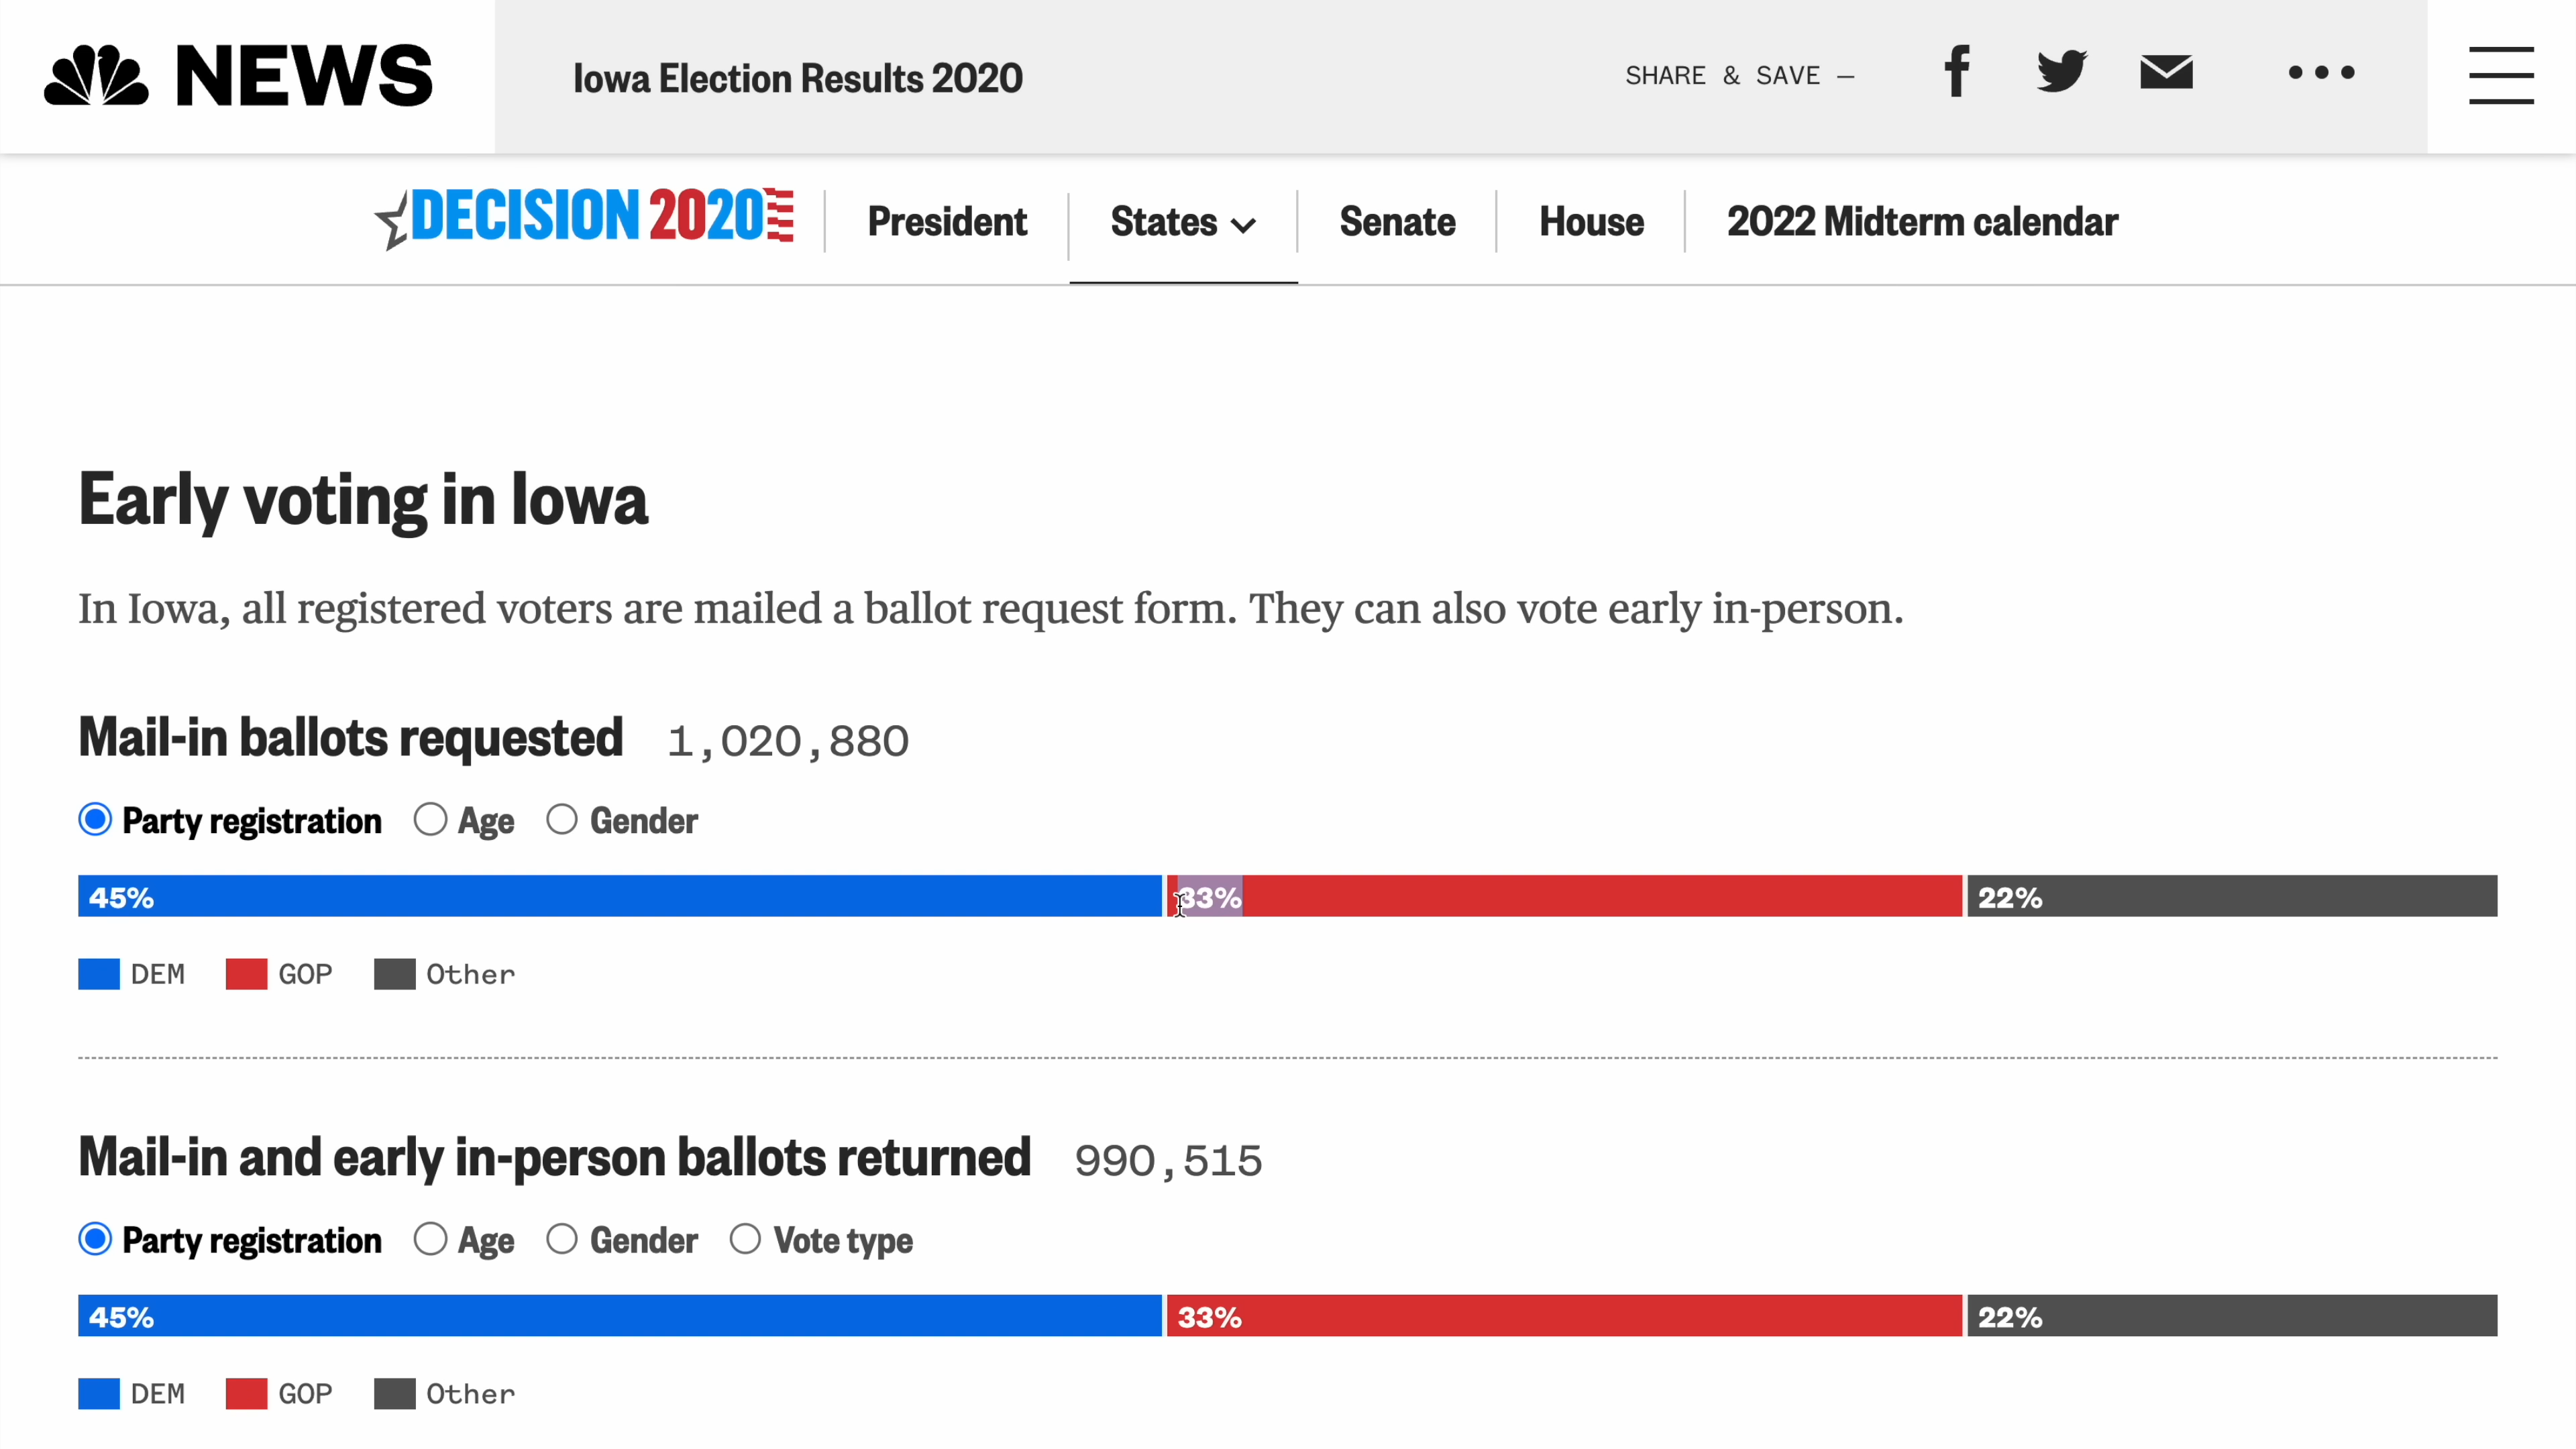 NEWS
Iowa Election Results 2020
SHARE & SAVE —
DECISION 2020
President
States
Senate
House
2022 Midterm calendar
Early voting in Iowa
In Iowa, all registered voters are mailed a ballot request form. They can also vote early in-person.
Mail-in ballots requested 1,020,880
Party registration Age Gender
45% 33% 22%
DEM GOP Other
Mail-in and early in-person ballots returned 990,515
Party registration Age Gender Vote type
45% 33% 22%
DEM GOP Other